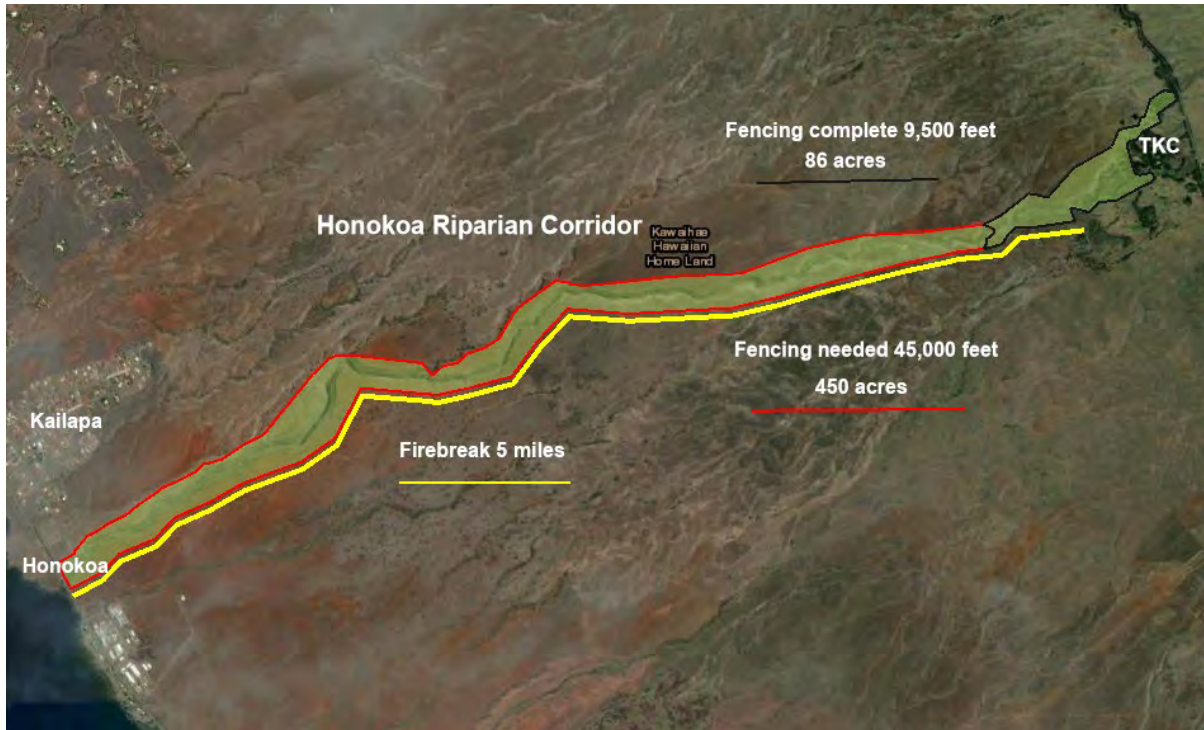 Fencing complete 9,500 feet
86 acres
TKC
Honokoa Riparian Corridor
Kawaihae
Hawaiian
Home Land
Fencing needed 45,000 feet
450 acres
Kailapa
Firebreak 5 miles
Honokoa